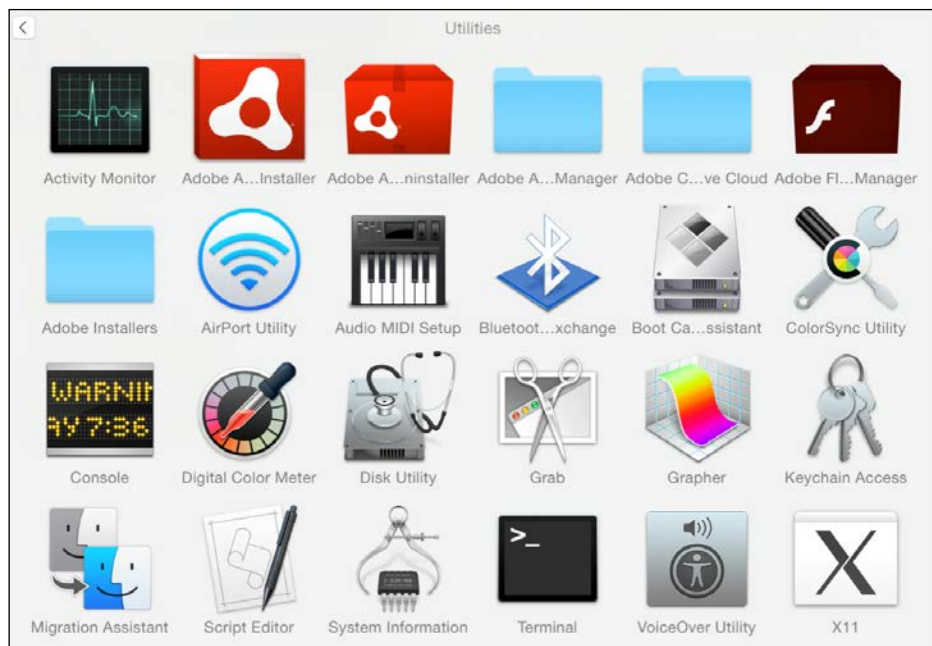 Utilities
Activity Monitor
Adobe A...Installer
Adobe A...ninstaller
Adobe A...Manager
Adobe C...ve Cloud
Adobe Fl...Manager
Adobe Installers
AirPort Utility
Audio MIDI Setup
Bluetoot...xchange
Boot Ca...ssistant
ColorSync Utility
WARNIN
AY 7:36
Console
Digital Color Meter
Disk Utility
Grab
Grapher
Keychain Access
>_
X
Migration Assistant
Script Editor
System Information
Terminal
VoiceOver Utility
X11